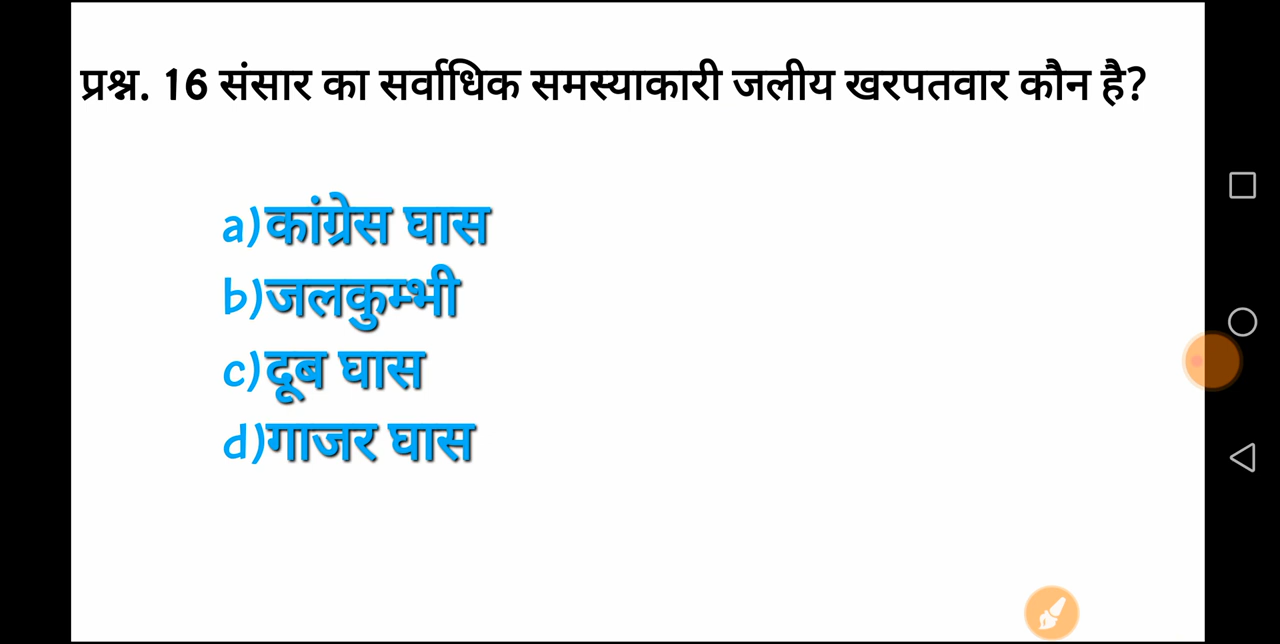 प्रश्न. 16 संसार का सर्वाधिक समस्याकारी जलीय खरपतवार कौन है?
a)कांग्रेस घास
b)जलकुम्भी
c)दूब घास
d)गाजर घास